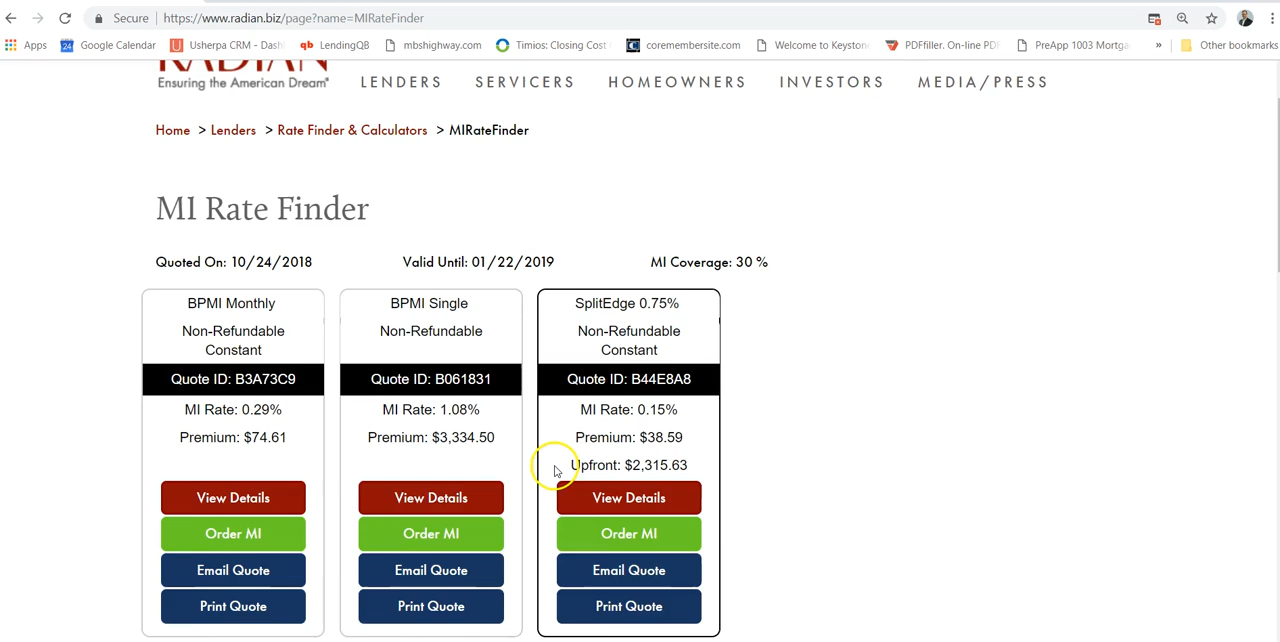 Secure
https://www.radian.biz/page?name=MIRateFinder
Apps
24
Google Calendar
Usherpa CRM - Dash
qb LendingQB
mbshighway.com
Timios: Closing Cost
coremembersite.com
Welcome to Keystone
PDFfiller. On-line PDF
PreApp 1003 Mortga
»
Other bookmarks
RADIAN
Ensuring the American Dream
LENDERS
SERVICERS
HOMEOWNERS
INVESTORS
MEDIA/PRESS
Home > Lenders > Rate Finder & Calculators > MIRateFinder
MI Rate Finder
Quoted On: 10/24/2018
Valid Until: 01/22/2019
MI Coverage: 30 %
BPMI Monthly
Non-Refundable
Constant
Quote ID: B3A73C9
MI Rate: 0.29%
Premium: $74.61
View Details
Order MI
Email Quote
Print Quote
BPMI Single
Non-Refundable
Quote ID: B061831
MI Rate: 1.08%
Premium: $3,334.50
View Details
Order MI
Email Quote
Print Quote
SplitEdge 0.75%
Non-Refundable
Constant
Quote ID: B44E8A8
MI Rate: 0.15%
Premium: $38.59
Upfront: $2,315.63
View Details
Order MI
Email Quote
Print Quote